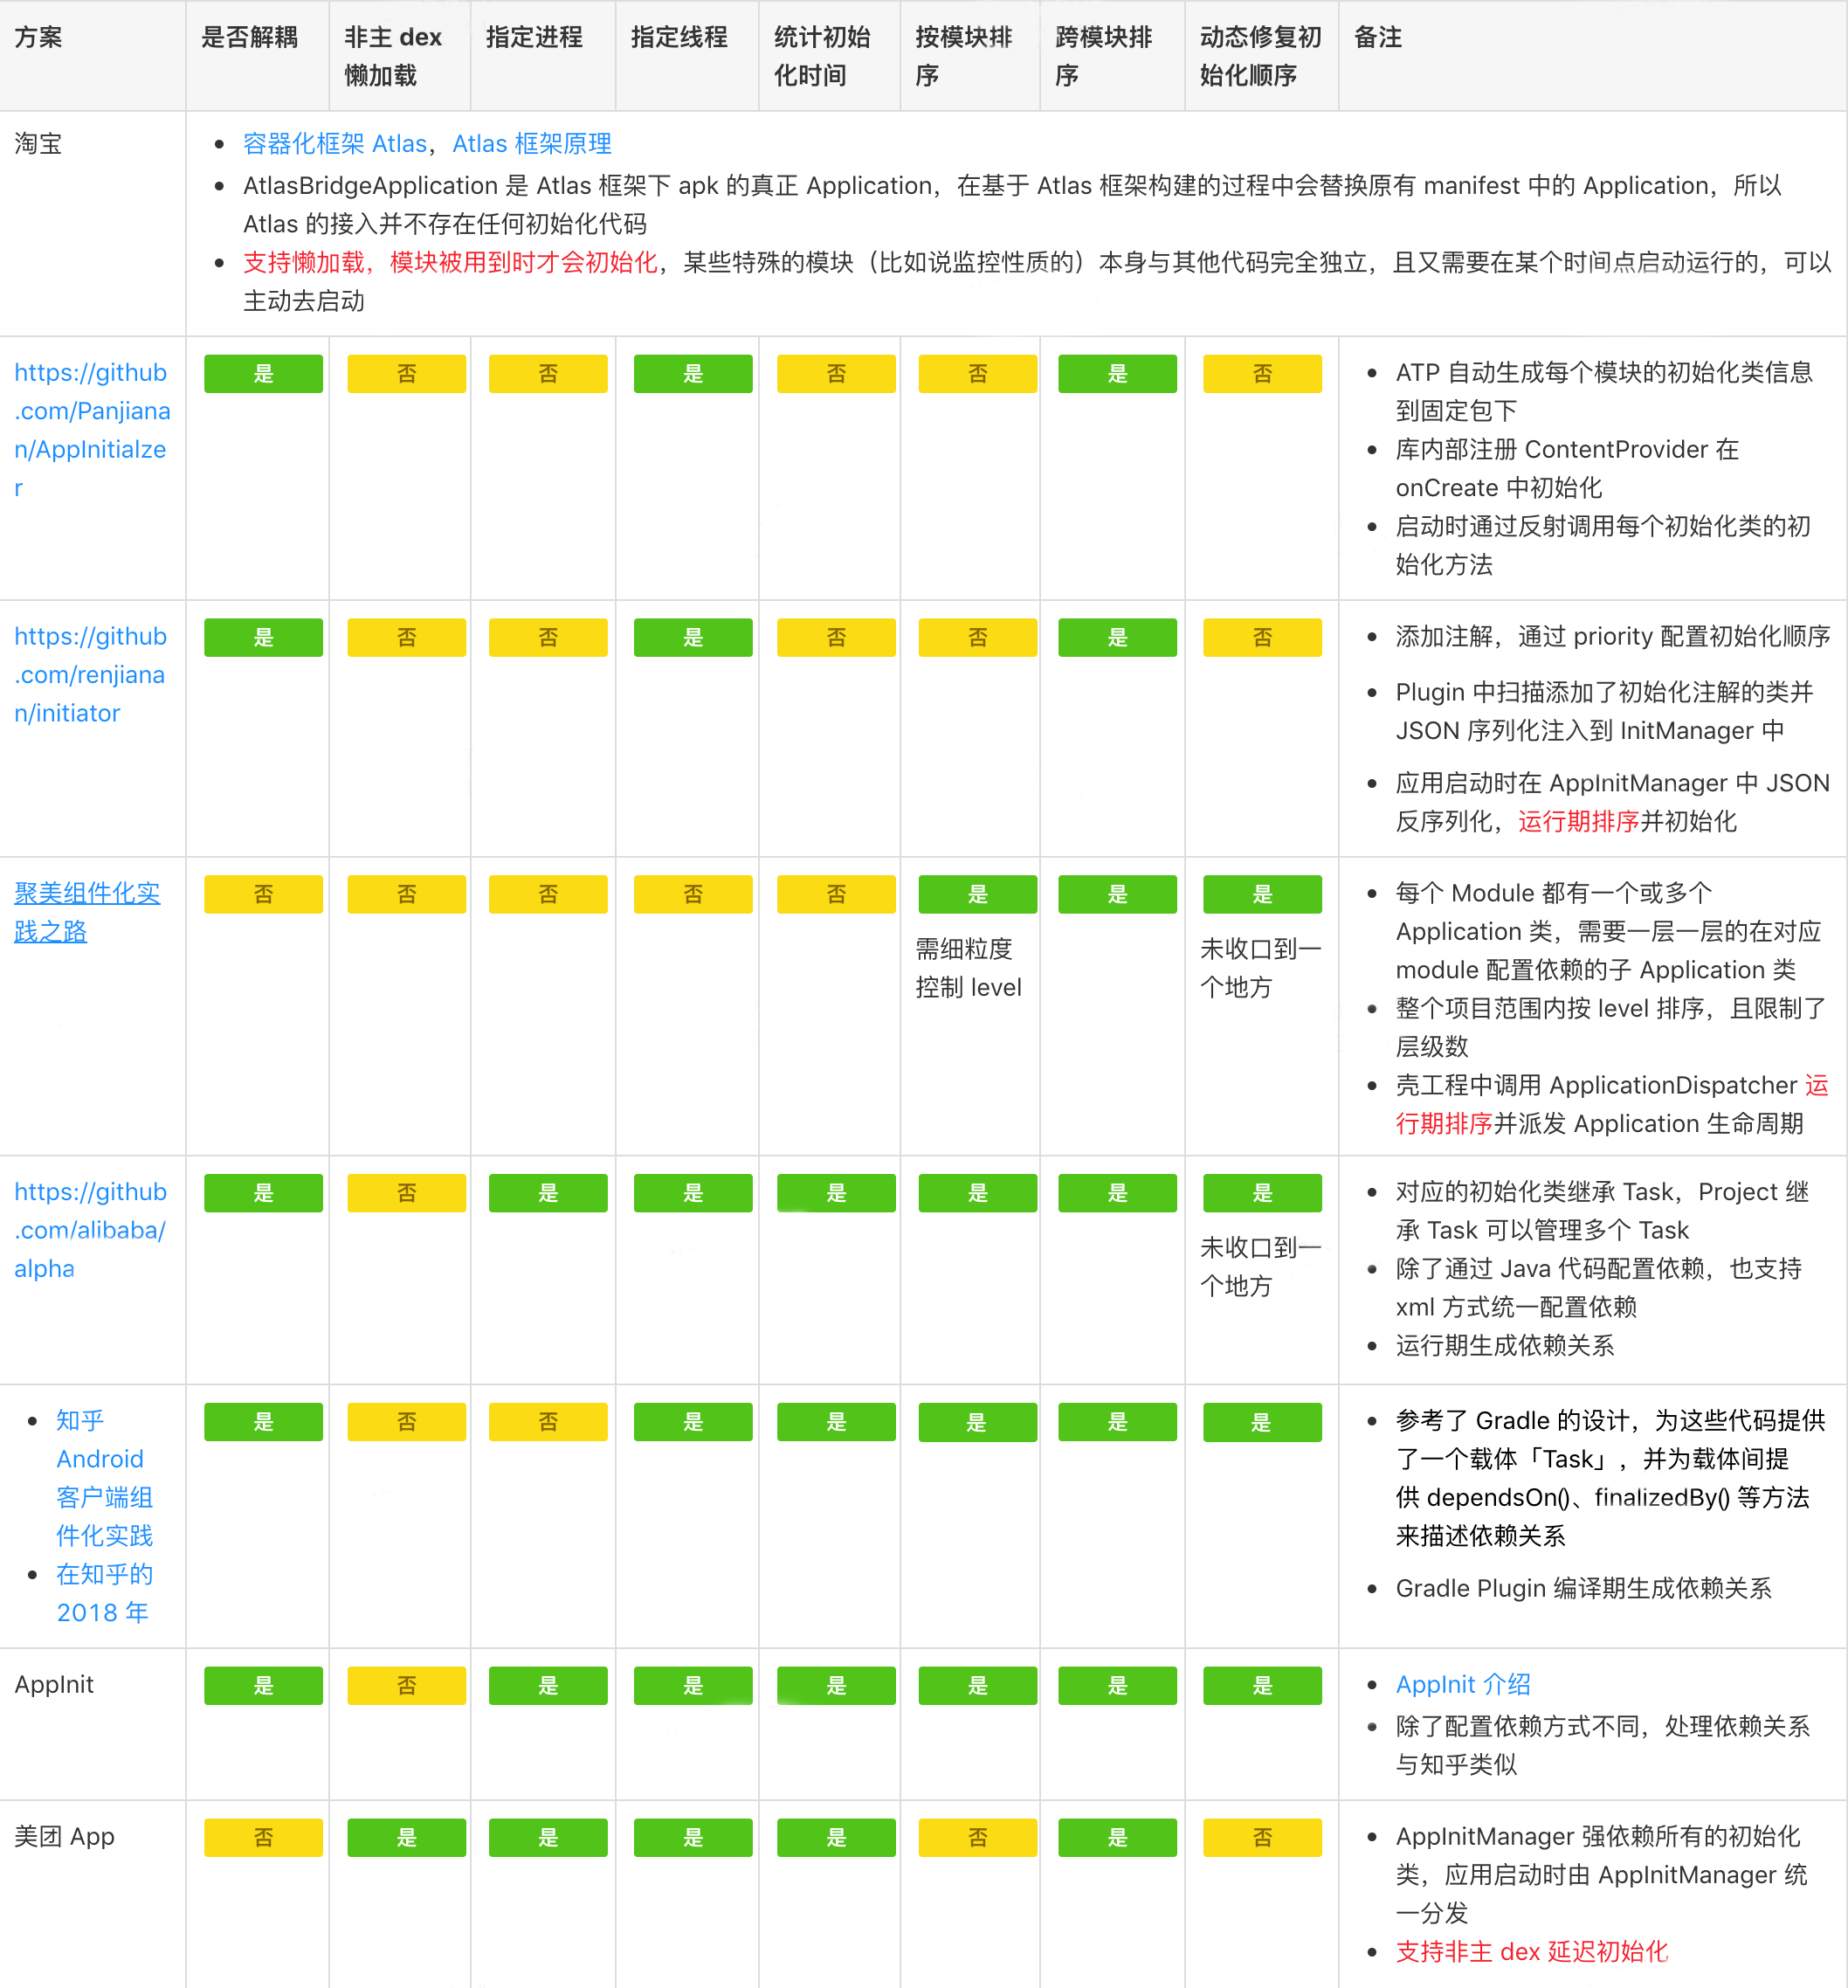 方案
是否解耦
非主 dex
懒加载
指定进程
指定线程
统计初始
化时间
按模块排
序
跨模块排
序
动态修复初
始化顺序
备注
淘宝
容器化框架 Atlas，Atlas 框架原理
AtlasBridgeApplication 是 Atlas 框架下 apk 的真正 Application，在基于 Atlas 框架构建的过程中会替换原有 manifest 中的 Application，所以
Atlas 的接入并不存在任何初始化代码
支持懒加载，模块被用到时才会初始化，某些特殊的模块（比如说监控性质的）本身与其他代码完全独立，且又需要在某个时间点启动运行的，可以
主动去启动
https://github
.com/Panjiana
n/AppInitialze
r
是
否
否
是
否
否
是
否
ATP 自动生成每个模块的初始化类信息
到固定包下
库内部注册 ContentProvider 在
onCreate 中初始化
启动时通过反射调用每个初始化类的初
始化方法
https://github
.com/renjiana
n/initiator
是
否
否
是
否
否
是
否
添加注解，通过 priority 配置初始化顺序
Plugin 中扫描添加了初始化注解的类并
JSON 序列化注入到 InitManager 中
应用启动时在 AppInitManager 中 JSON
反序列化，运行期排序并初始化
聚美组件化实
践之路
否
否
否
否
否
是
需细粒度
控制 level
是
是
未收口到一
个地方
每个 Module 都有一个或多个
Application 类，需要一层一层的在对应
module 配置依赖的子 Application 类
整个项目范围内按 level 排序，且限制了
层级数
壳工程中调用 ApplicationDispatcher 运
行期排序并派发 Application 生命周期
https://github
.com/alibaba/
alpha
是
否
是
是
是
是
是
是
未收口到一
个地方
对应的初始化类继承 Task，Project 继
承 Task 可以管理多个 Task
除了通过 Java 代码配置依赖，也支持
xml 方式统一配置依赖
运行期生成依赖关系
知乎
Android
客户端组
件化实践
在知乎的
2018 年
是
否
否
是
是
是
是
是
参考了 Gradle 的设计，为这些代码提供
了一个载体「Task」，并为载体间提
供 dependsOn()、finalizedBy() 等方法
来描述依赖关系
Gradle Plugin 编译期生成依赖关系
AppInit
是
否
是
是
是
是
是
是
AppInit 介绍
除了配置依赖方式不同，处理依赖关系
与知乎类似
美团 App
否
是
是
是
是
否
是
否
AppInitManager 强依赖所有的初始化
类，应用启动时由 AppInitManager 统
一分发
支持非主 dex 延迟初始化